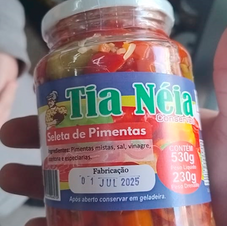 Tia Néia
Seleta de Pimentas
Ingredientes: Pimentas mistas, sal, vinagre,
e especiarias.
CONTÉM
530g
230g
Fabricação
01 JUL 2025
Após aberto conservar em geladeira.